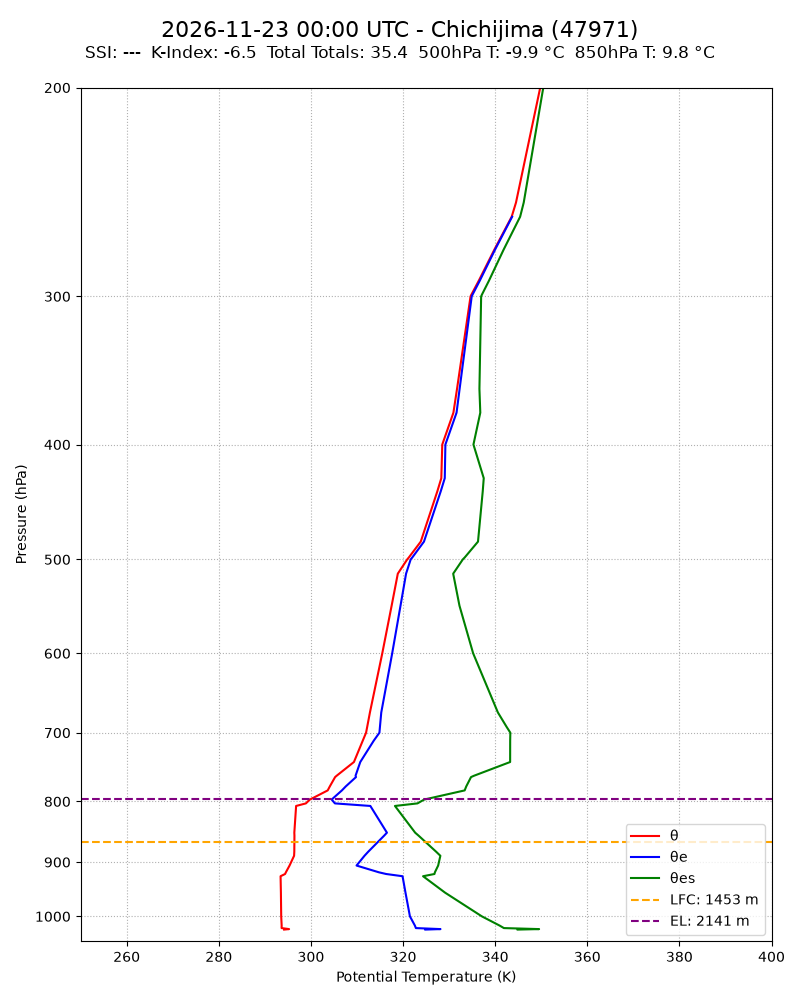 2026-11-23 00:00 UTC - Chichijima (47971)
SSI: ---  K-Index: -6.5  Total Totals: 35.4  500hPa T: -9.9 °C  850hPa T: 9.8 °C
200
300
400
500
600
700
800
900
1000
Pressure (hPa)
θ
θe
θes
LFC: 1453 m
EL: 2141 m
260
280
300
320
340
360
380
400
Potential Temperature (K)